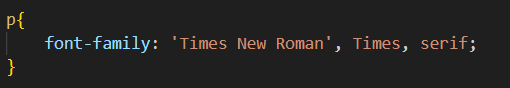 p{
    font-family: 'Times New Roman', Times, serif;
}